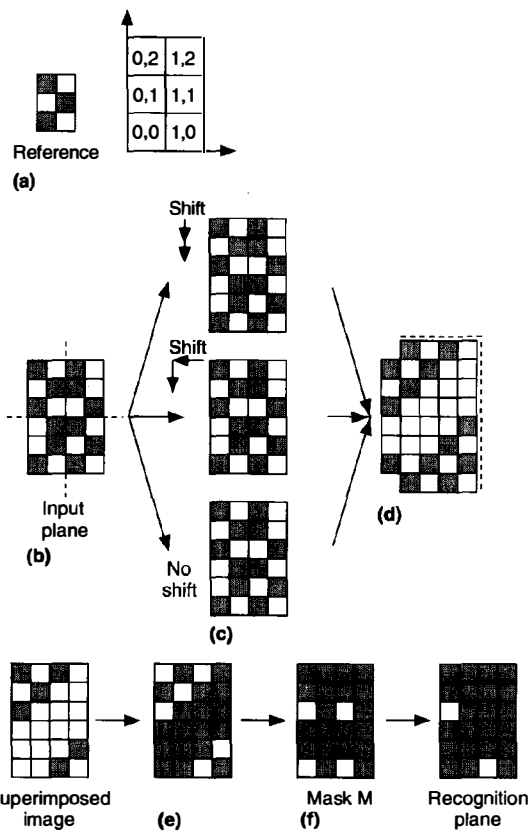 0,2 1,2
0,1 1,1
0,0 1,0
Reference
(a)
Shift
Shift
Input
plane
(b)
No
shift
(c)
(d)
uperimposed
image
(e)
(f)
Mask M
Recognition
plane